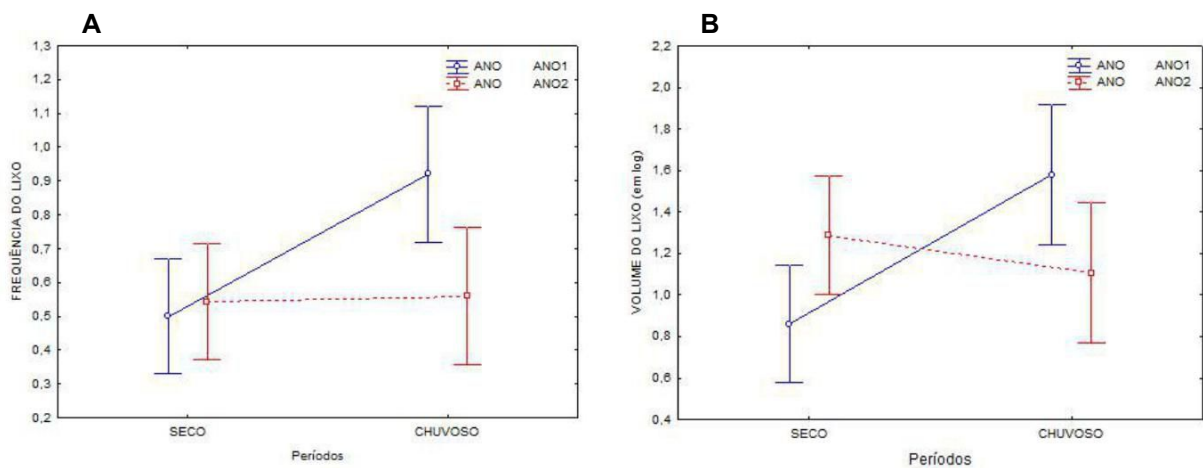 A
1,3
1,2
1,1
1,0
0,9
0,8
0,7
0,6
0,5
0,4
0,3
0,2
FREQUÊNCIA DO LIXO
ANO ANO1
ANO ANO2
SECO CHUVOSO
Períodos
B
2,2
2,0
1,8
1,6
1,4
1,2
1,0
0,8
0,6
0,4
VOLUME DO LIXO (em log)
ANO ANO1
ANO ANO2
SECO CHUVOSO
Períodos